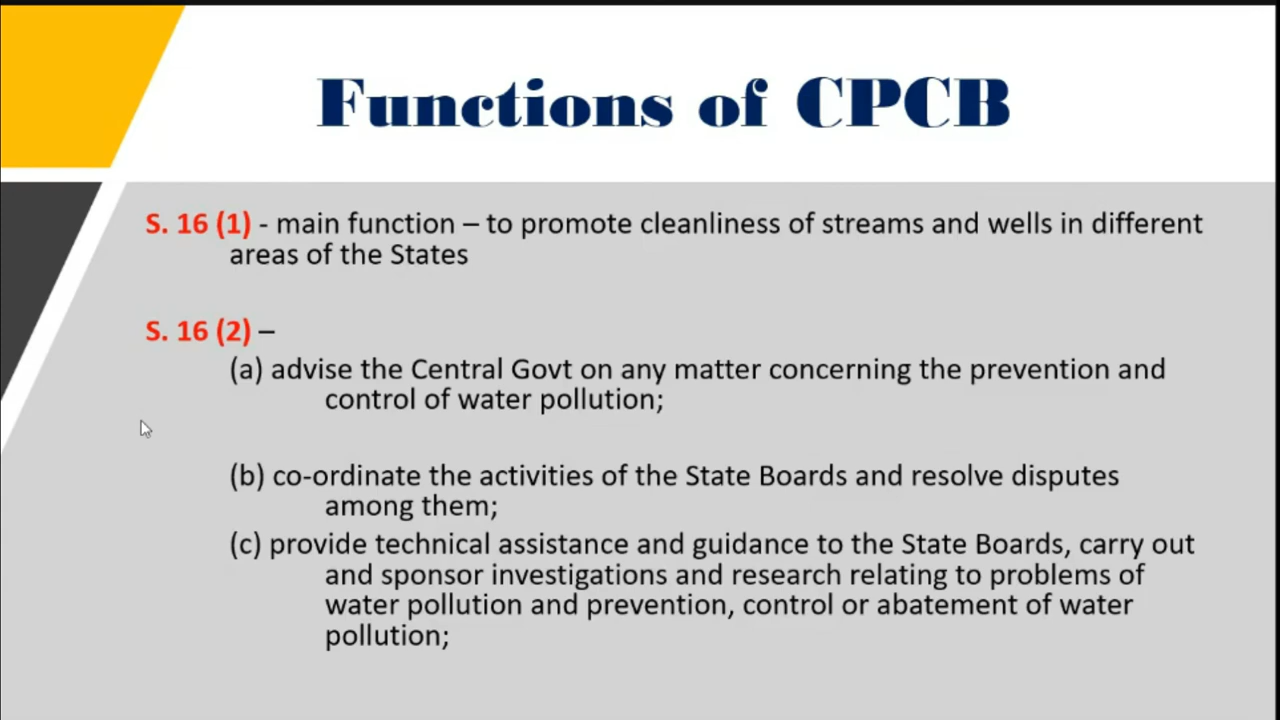 Functions of CPCB
S. 16 (1) - main function – to promote cleanliness of streams and wells in different
areas of the States
S. 16 (2) –
(a) advise the Central Govt on any matter concerning the prevention and
control of water pollution;
(b) co-ordinate the activities of the State Boards and resolve disputes
among them;
(c) provide technical assistance and guidance to the State Boards, carry out
and sponsor investigations and research relating to problems of
water pollution and prevention, control or abatement of water
pollution;